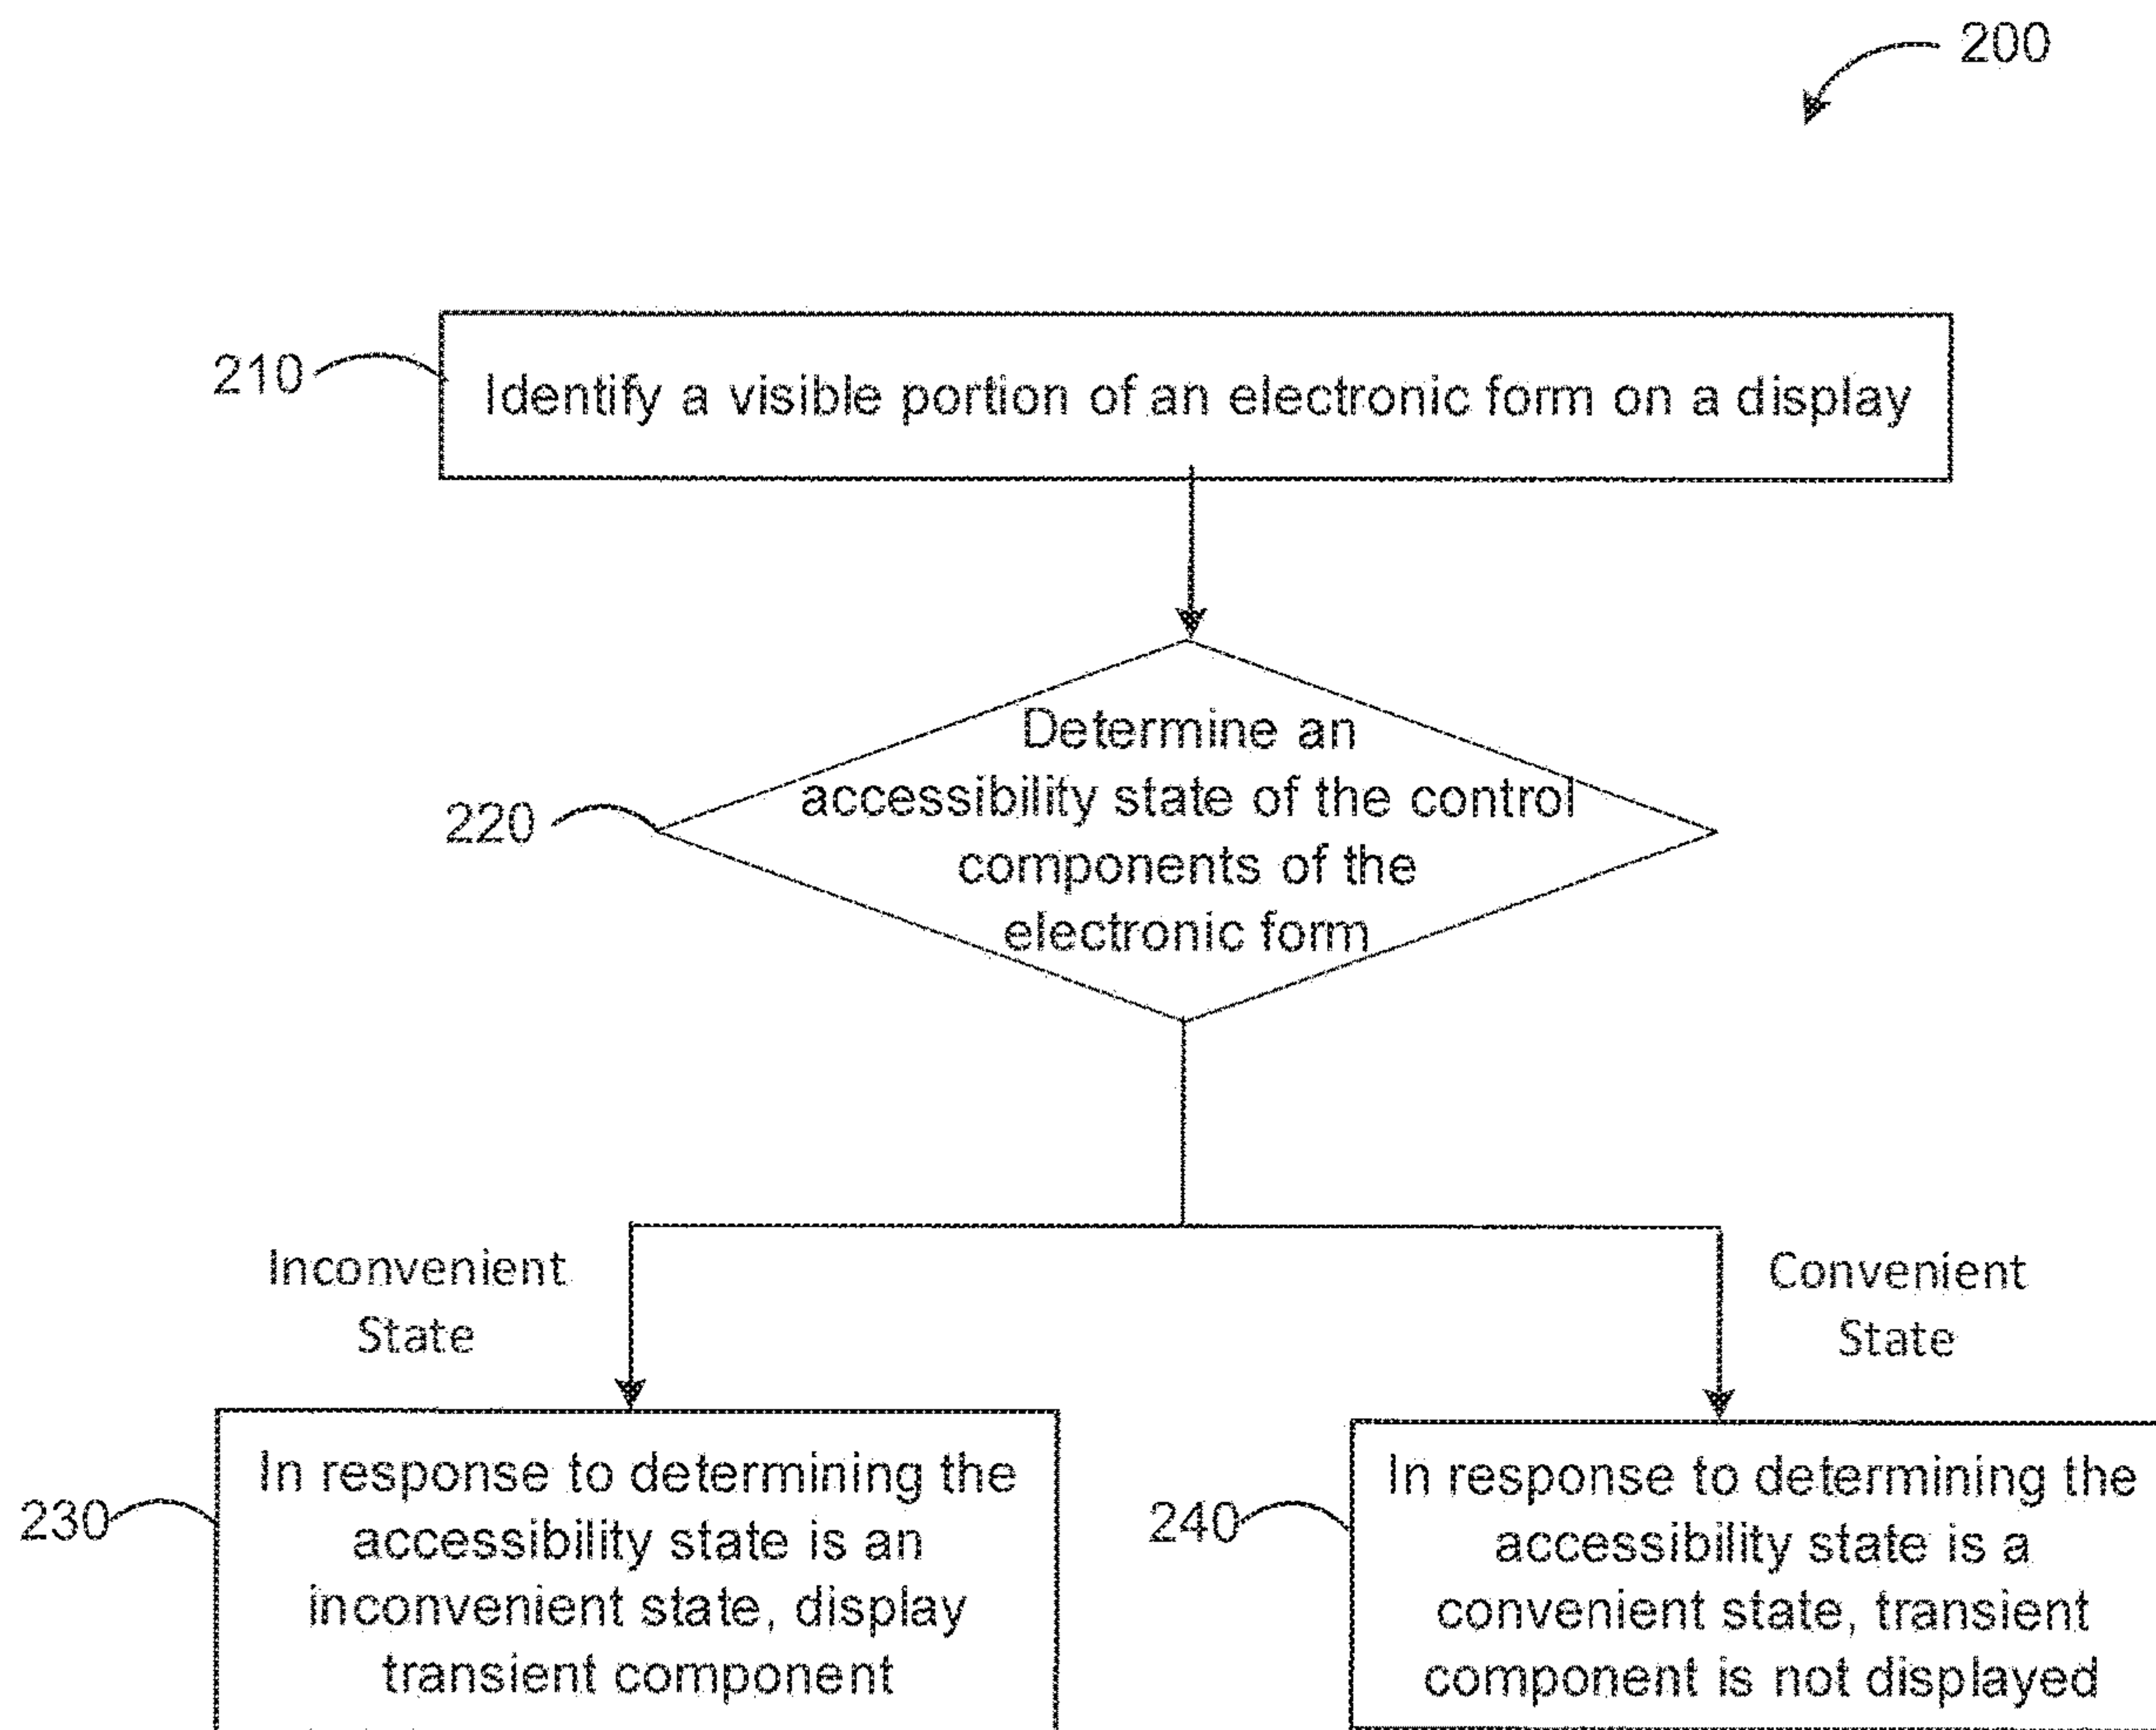 200
210
Identify a visible portion of an electronic form on a display
Determine an
accessibility state of the control
components of the
electronic form
220
Inconvenient
State
Convenient
State
230
In response to determining the
accessibility state is an
inconvenient state, display
transient component
240
In response to determining the
accessibility state is a
convenient state, transient
component is not displayed